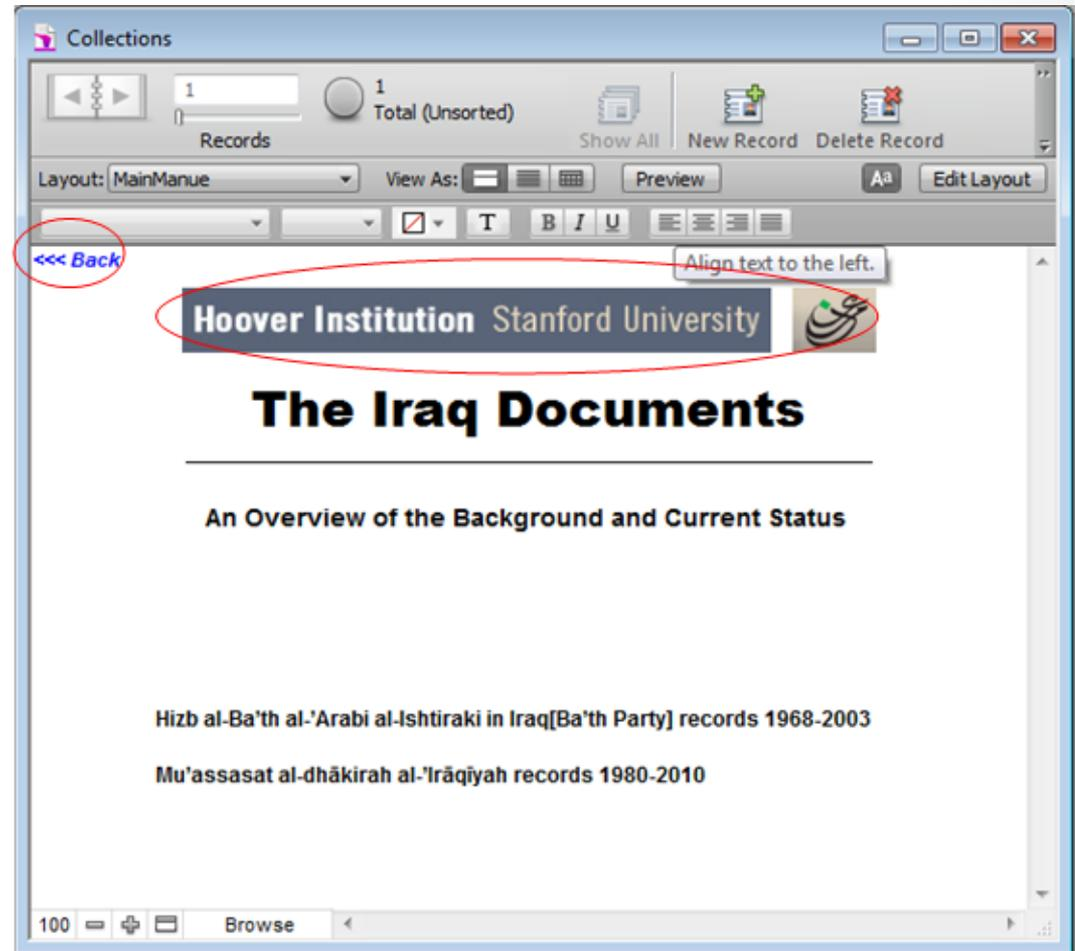 Collections
1
1
Total (Unsorted)
Records
Show All
New Record
Delete Record
Layout: MainManue
View As:
Preview
Aa
Edit Layout
T B I U
<<< Back
Align text to the left.
Hoover Institution Stanford University
The Iraq Documents
An Overview of the Background and Current Status
Hizb al-Ba'th al-'Arabi al-Ishtiraki in Iraq[Ba'th Party] records 1968-2003
Mu'assasat al-dhākirah al-'Irāqīyah records 1980-2010
100
Browse